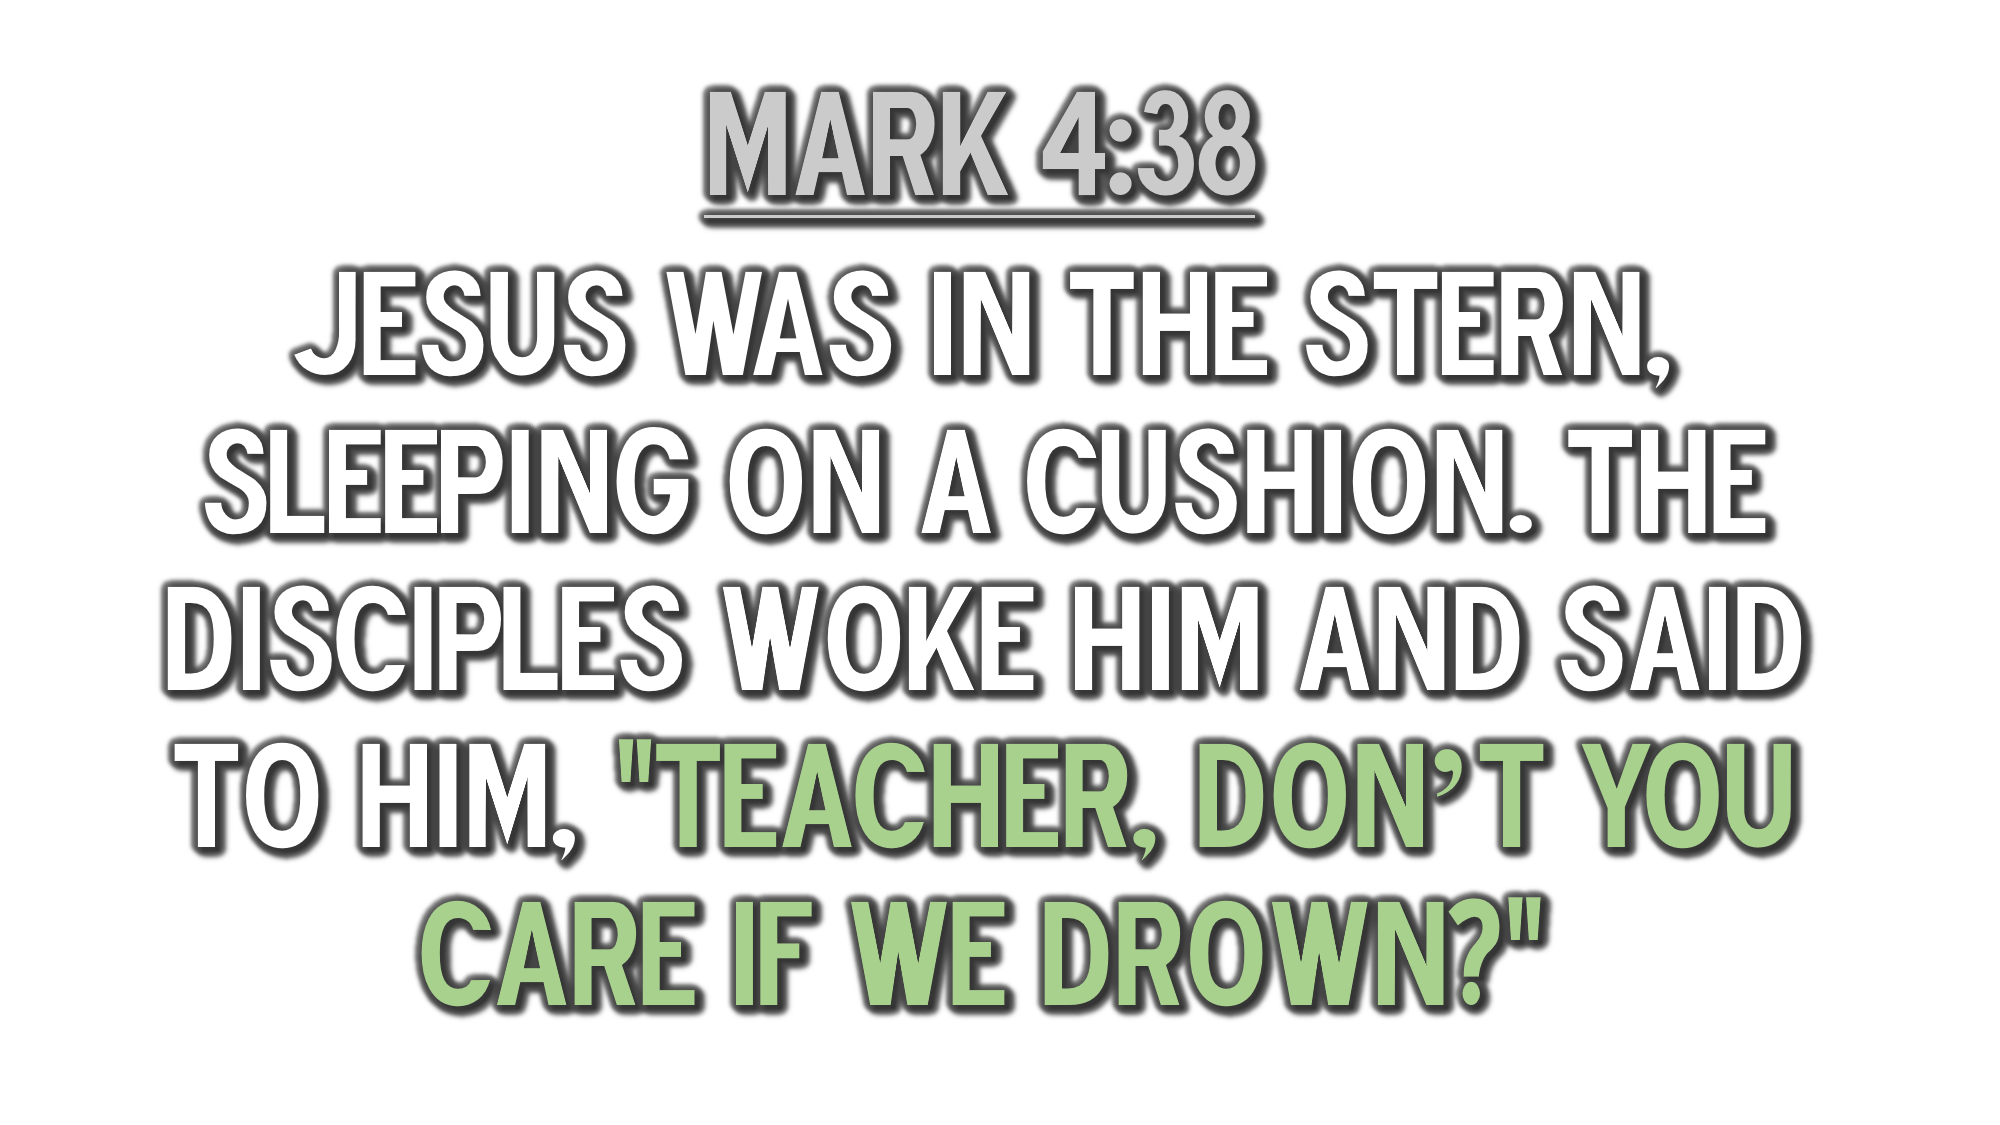 MARK 4:38
JESUS WAS IN THE STERN,
SLEEPING ON A CUSHION. THE
DISCIPLES WOKE HIM AND SAID
TO HIM, "TEACHER, DON’T YOU
CARE IF WE DROWN?"